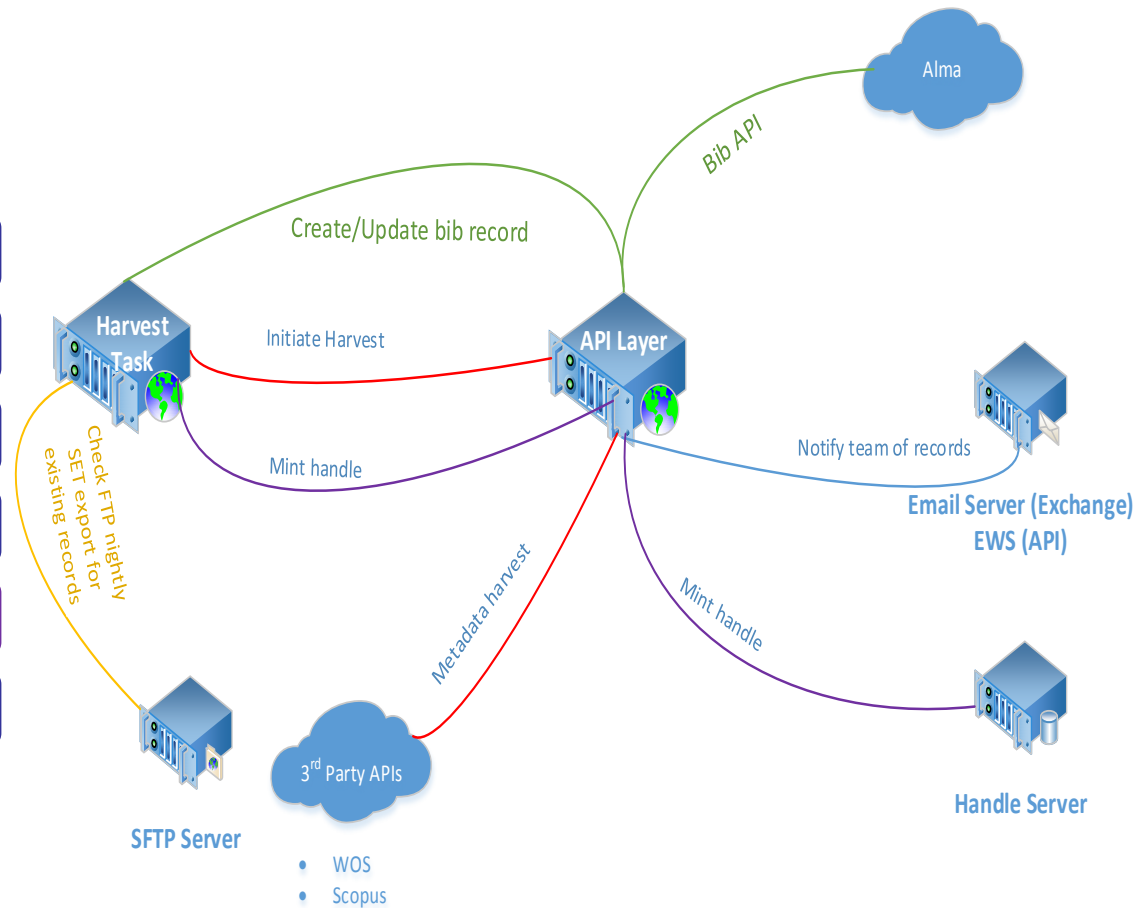 Alma
Bib API
Create/Update bib record
Harvest
Task
Initiate Harvest
API Layer
Mint handle
Notify team of records
Check FTP nightly
SET export for
existing records
Email Server (Exchange)
EWS (API)
Metadata harvest
Mint handle
3rd Party APIs
Handle Server
SFTP Server
• WOS
• Scopus